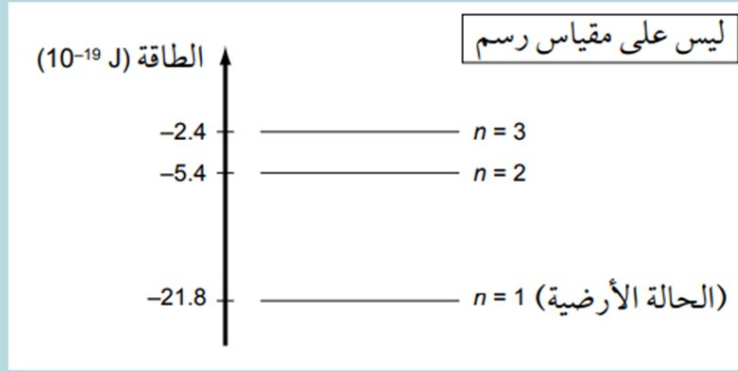 ليس على مقياس رسم
الطاقة (10⁻¹⁹ J)
–2.4 n = 3
–5.4 n = 2
–21.8 n = 1 (الحالة الأرضية)